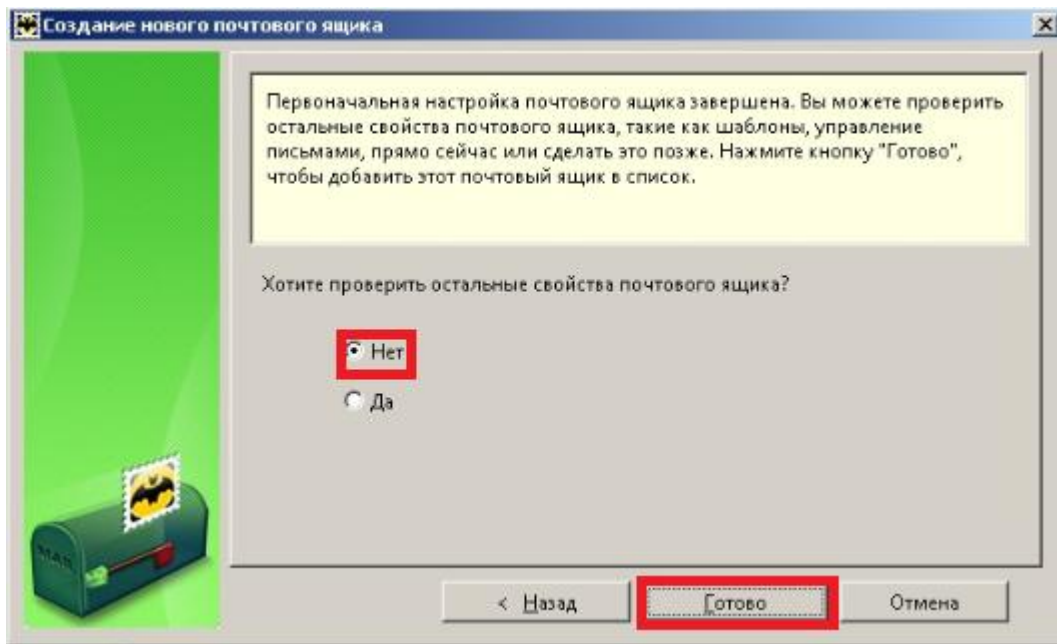 Создание нового почтового ящика
Первоначальная настройка почтового ящика завершена. Вы можете проверить
остальные свойства почтового ящика, такие как шаблоны, управление
письмами, прямо сейчас или сделать это позже. Нажмите кнопку "Готово",
чтобы добавить этот почтовый ящик в список.
Хотите проверить остальные свойства почтового ящика?
Нет
Да
< Назад
Готово
Отмена